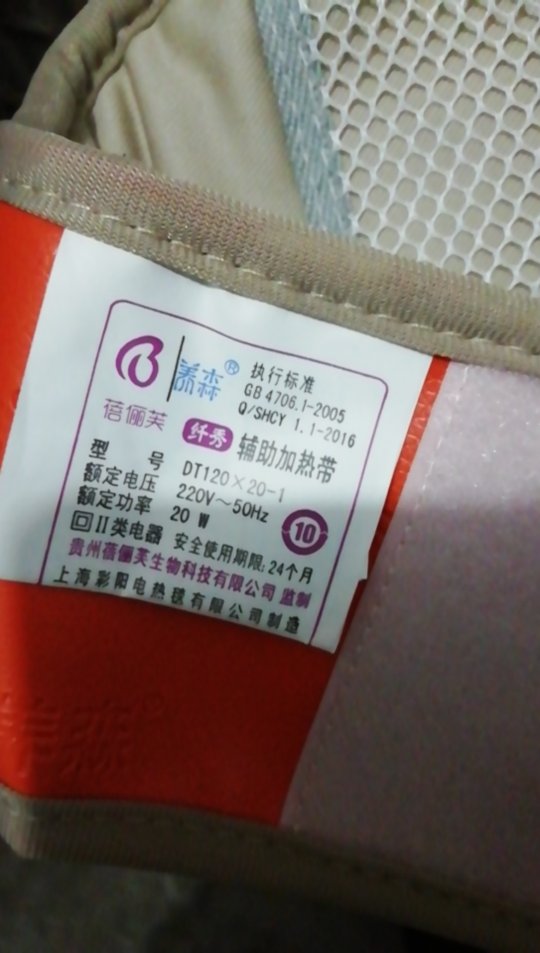 养森®
蓓俪芙
执行标准
GB 4706.1-2005
Q/SHCY 1.1-2016
纤秀 辅助加热带
型 号 DT120×20-1
额定电压 220V～50Hz
额定功率 20 W
10
II类电器 安全使用期限:24个月
贵州蓓俪芙生物科技有限公司 监制
上海彩阳电热毯有限公司制造